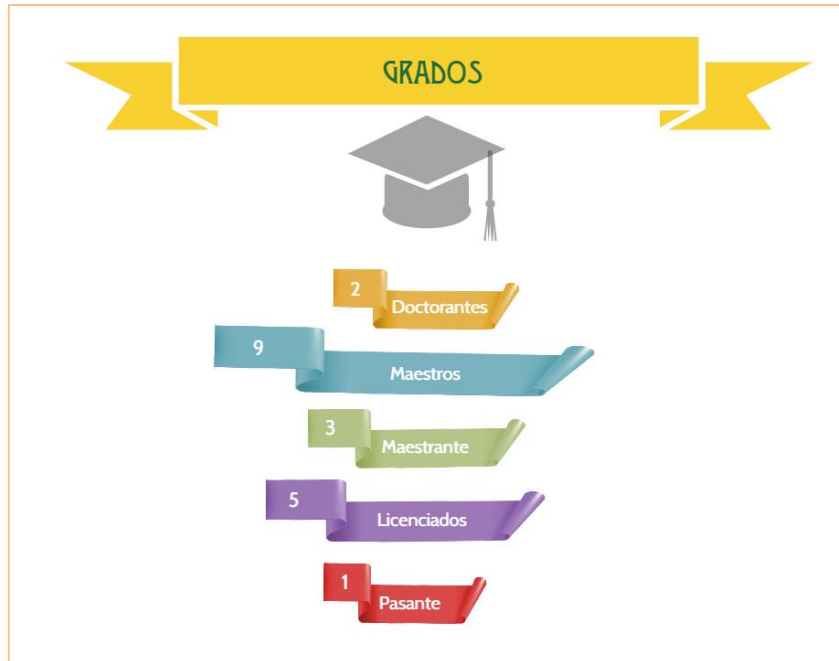 GRADOS
2
Doctorantes
9
Maestros
3
Maestrante
5
Licenciados
1
Pasante